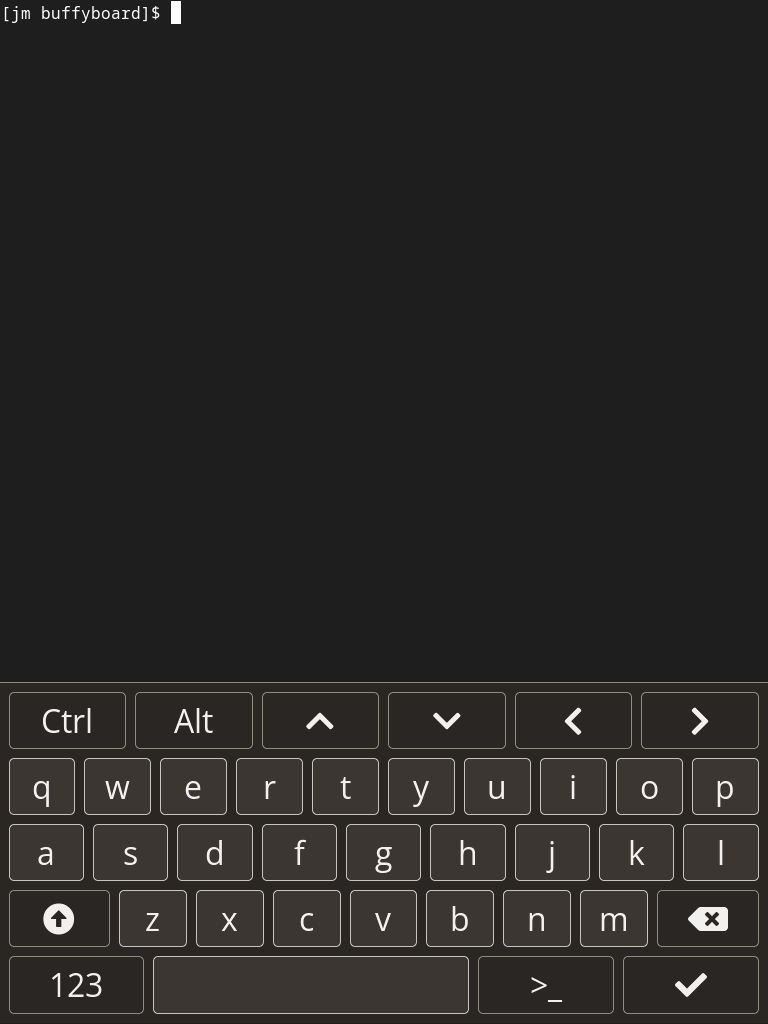 [jm buffyboard]$
Ctrl Alt
q w e r t y u i o p
a s d f g h j k l
z x c v b n m
123 >_